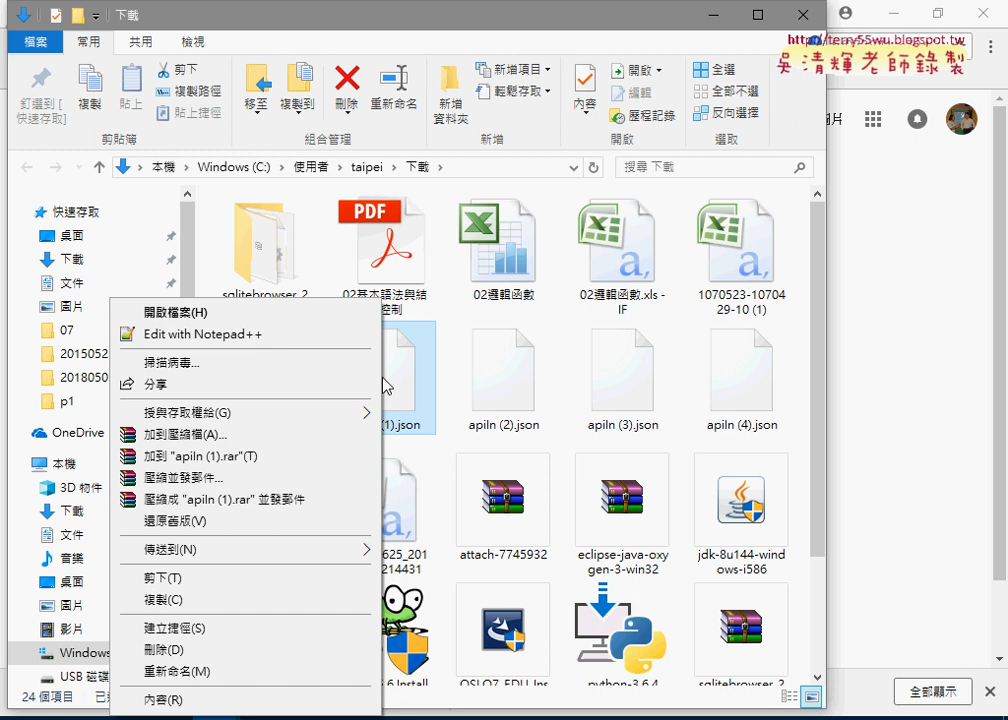 下載
檔案
常用
共用
檢視
http://terry55wu.blogspot.tw
吳清輝老師錄製
釘選到 [
快速存取]
複製
貼上
剪下
複製路徑
貼上捷徑
剪貼簿
移至
複製到
刪除
重新命名
組合管理
新增
資料夾
新增項目
輕鬆存取
新增
內容
開啟
編輯
歷程記錄
開啟
全選
全部不選
反向選擇
選取
本機 › Windows (C:) › 使用者 › taipei › 下載 ›
搜尋 下載
快速存取
桌面
下載
文件
圖片
07
2015052
2018050
p1
OneDrive
本機
3D 物件
下載
文件
音樂
桌面
圖片
影片
Windows
USB 磁碟
24 個項目
開啟檔案(H)
Edit with Notepad++
掃描病毒...
分享
授與存取權給(G)
加到壓縮檔(A)...
加到 "apiln (1).rar"(T)
壓縮並發郵件...
壓縮成 "apiln (1).rar" 並發郵件
還原舊版(V)
傳送到(N)
剪下(T)
複製(C)
建立捷徑(S)
刪除(D)
重新命名(M)
內容(R)
sqlitebrowser_2
PDF
02基本語法與結
控制
02邏輯函數
02邏輯函數.xls -
IF
1070523-10704
29-10 (1)
(1).json
apiln (2).json
apiln (3).json
apiln (4).json
625_201
214431
attach-7745932
eclipse-java-oxy
gen-3-win32
jdk-8u144-wind
ows-i586
6 Install
OSLO7_EDU_Ins
python-3.6.4
sqlitebrowser_2
圖片
全部顯示